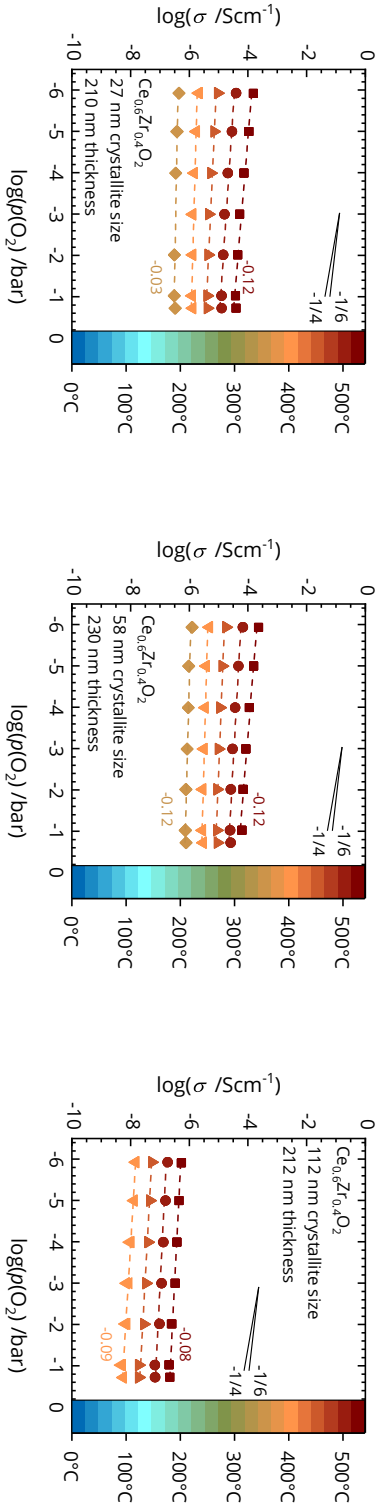 log(σ /Scm⁻¹)
0
-2
-4
-6
-8
-10
-1/6
-1/4
-0.12
-0.03
Ce₀.₆Zr₀.₄O₂
27 nm crystallite size
210 nm thickness
-6 -5 -4 -3 -2 -1 0
log(p(O₂) /bar)
500°C
400°C
300°C
200°C
100°C
0°C
log(σ /Scm⁻¹)
0
-2
-4
-6
-8
-10
-1/6
-1/4
-0.12
-0.12
Ce₀.₆Zr₀.₄O₂
58 nm crystallite size
230 nm thickness
-6 -5 -4 -3 -2 -1 0
log(p(O₂) /bar)
500°C
400°C
300°C
200°C
100°C
0°C
log(σ /Scm⁻¹)
0
-2
-4
-6
-8
-10
Ce₀.₆Zr₀.₄O₂
112 nm crystallite size
212 nm thickness
-1/6
-1/4
-0.08
-0.09
-6 -5 -4 -3 -2 -1 0
log(p(O₂) /bar)
500°C
400°C
300°C
200°C
100°C
0°C